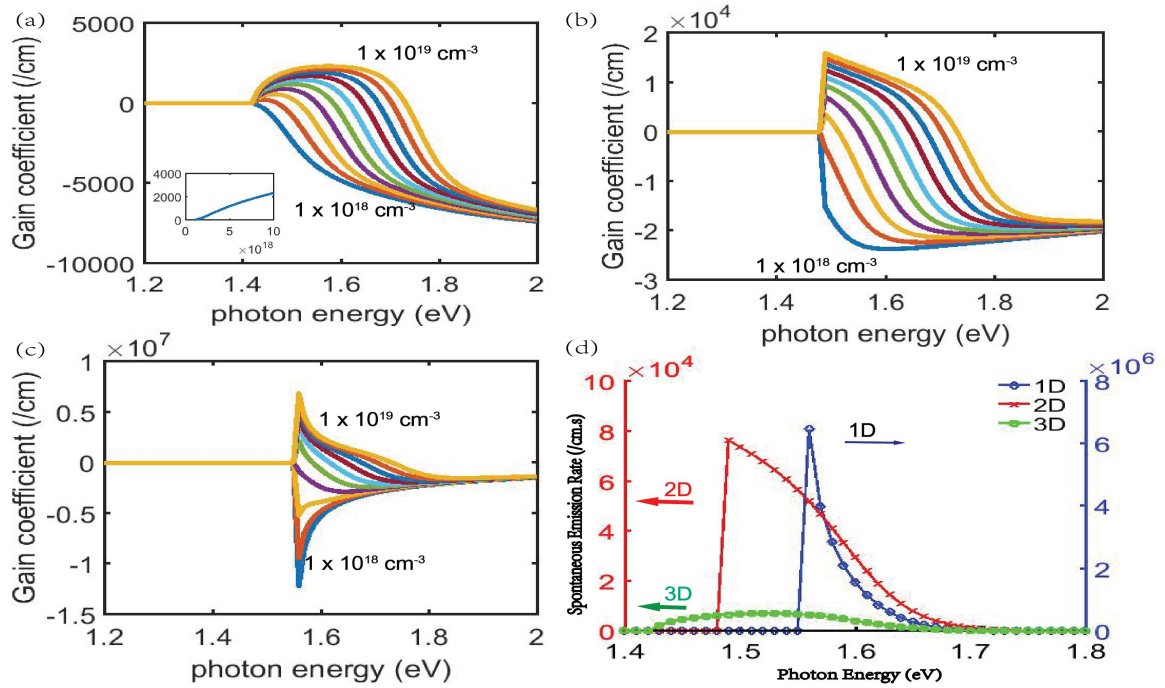 (a)
5000
0
-5000
-10000
Gain coefficient (/cm)
1 x 10¹⁹ cm⁻³
1 x 10¹⁸ cm⁻³
4000
2000
0
0 5 10
×10¹⁸
1.2 1.4 1.6 1.8 2
photon energy (eV)
(b)
×10⁴
2
1
0
-1
-2
-3
Gain coefficient (/cm)
1 x 10¹⁹ cm⁻³
1 x 10¹⁸ cm⁻³
1.2 1.4 1.6 1.8 2
photon energy (eV)
(c)
×10⁷
1
0.5
0
-0.5
-1
-1.5
Gain coefficient (/cm)
1 x 10¹⁹ cm⁻³
1 x 10¹⁸ cm⁻³
1.2 1.4 1.6 1.8 2
photon energy (eV)
(d)
×10⁴
10
8
6
4
2
0
Spontaneous Emission Rate (/cm.s)
×10⁶
8
6
4
2
0
1D
2D
3D
1D
2D
3D
1.4 1.5 1.6 1.7 1.8
Photon Energy (eV)